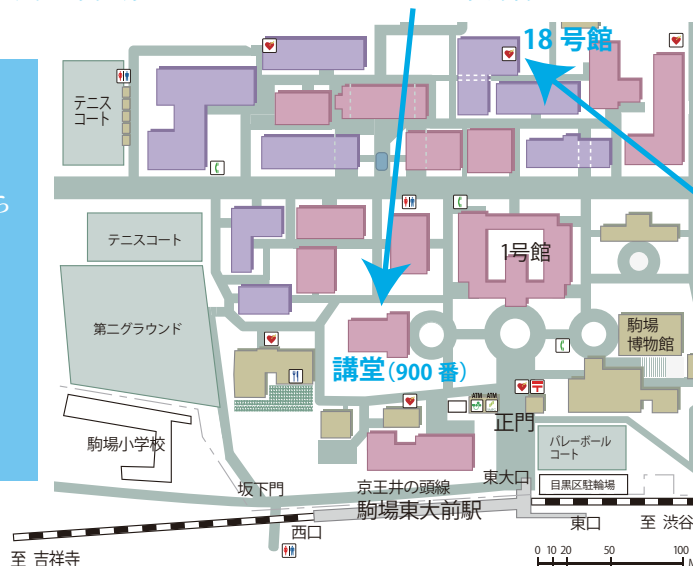 18 号館
テニス
コート
ら
テニスコート
1号館
第二グラウンド
駒場
博物館
講堂(900 番)
ATM ATM
正門
駒場小学校
バレーボール
コート
坂下門
京王井の頭線
東大口
目黒区駐輪場
駒場東大前駅
西口
東口
至 渋谷
至 吉祥寺
0 10 20 50 100